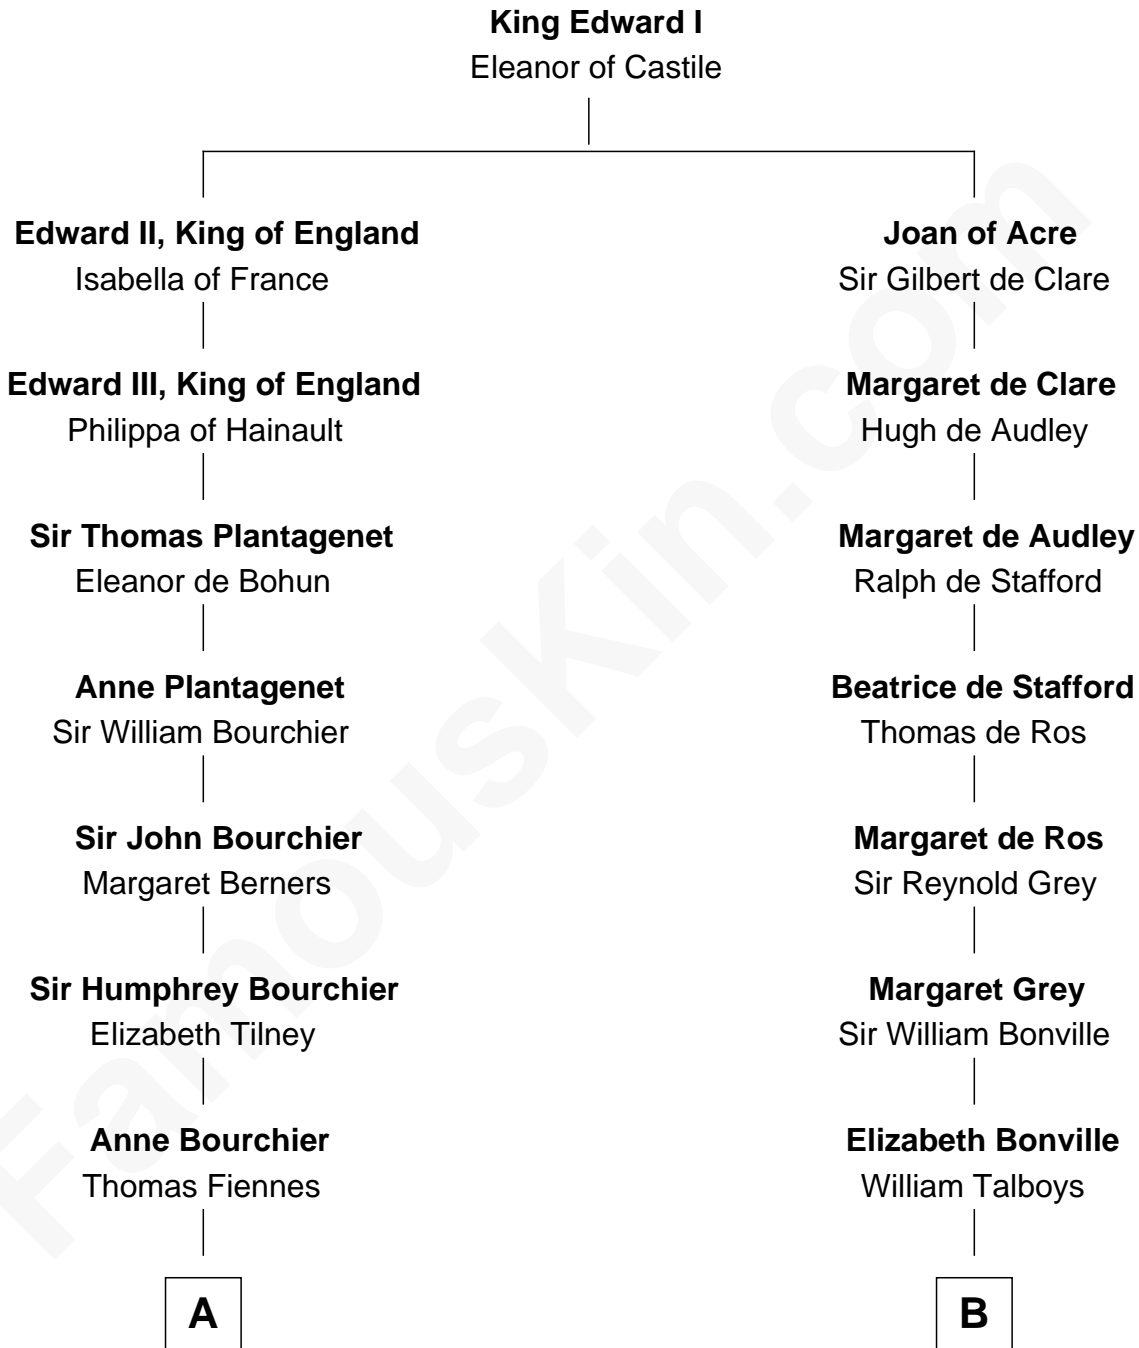 King Edward I
Eleanor of Castile
Edward II, King of England
Isabella of France
Edward III, King of England
Philippa of Hainault
Sir Thomas Plantagenet
Eleanor de Bohun
Anne Plantagenet
Sir William Bourchier
Sir John Bourchier
Margaret Berners
Sir Humphrey Bourchier
Elizabeth Tilney
Anne Bourchier
Thomas Fiennes
A
Joan of Acre
Sir Gilbert de Clare
Margaret de Clare
Hugh de Audley
Margaret de Audley
Ralph de Stafford
Beatrice de Stafford
Thomas de Ros
Margaret de Ros
Sir Reynold Grey
Margaret Grey
Sir William Bonville
Elizabeth Bonville
William Talboys
B
FamousKin.com